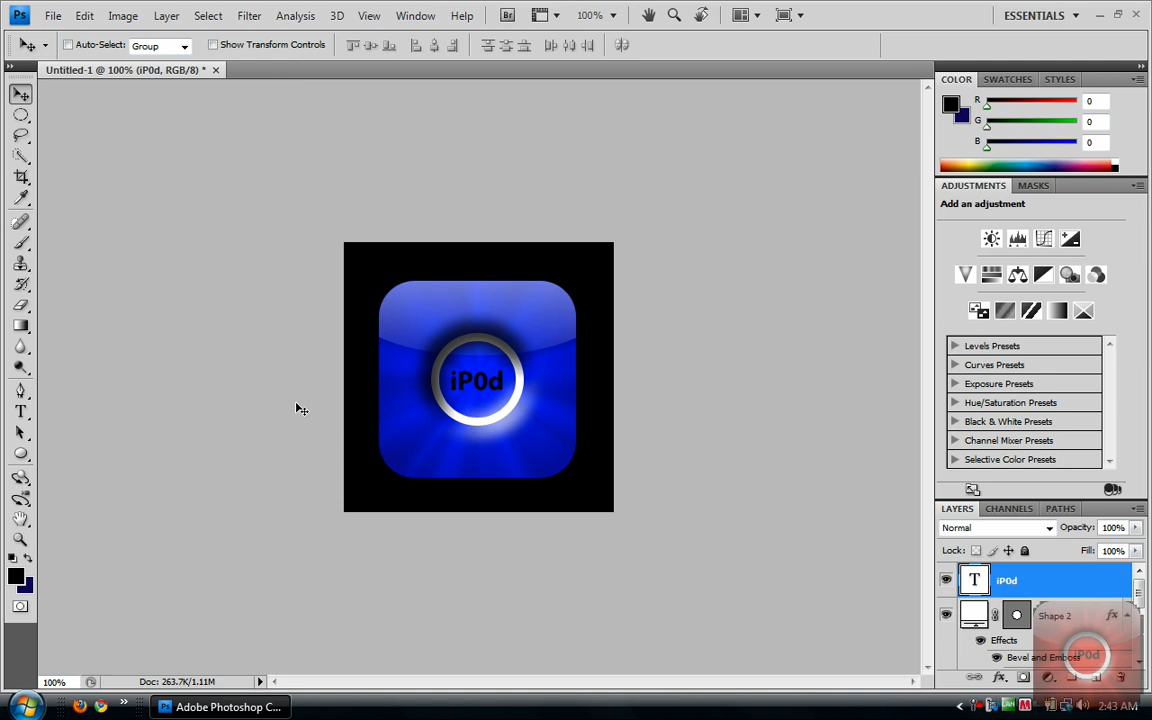 Ps File Edit Image Layer Select Filter Analysis 3D View Window Help Br 100% ESSENTIALS
Auto-Select: Group Show Transform Controls
Untitled-1 @ 100% (iP0d, RGB/8) *
COLOR SWATCHES STYLES
R 0
G 0
B 0
ADJUSTMENTS MASKS
Add an adjustment
iP0d
Levels Presets
Curves Presets
Exposure Presets
Hue/Saturation Presets
Black & White Presets
Channel Mixer Presets
Selective Color Presets
LAYERS CHANNELS PATHS
Normal Opacity: 100%
Lock: Fill: 100%
T iP0d
Shape 2 fx
Effects
Bevel and Emboss
iP0d
100% Doc: 263.7K/1.11M
Ps Adobe Photoshop C... 2:43 AM